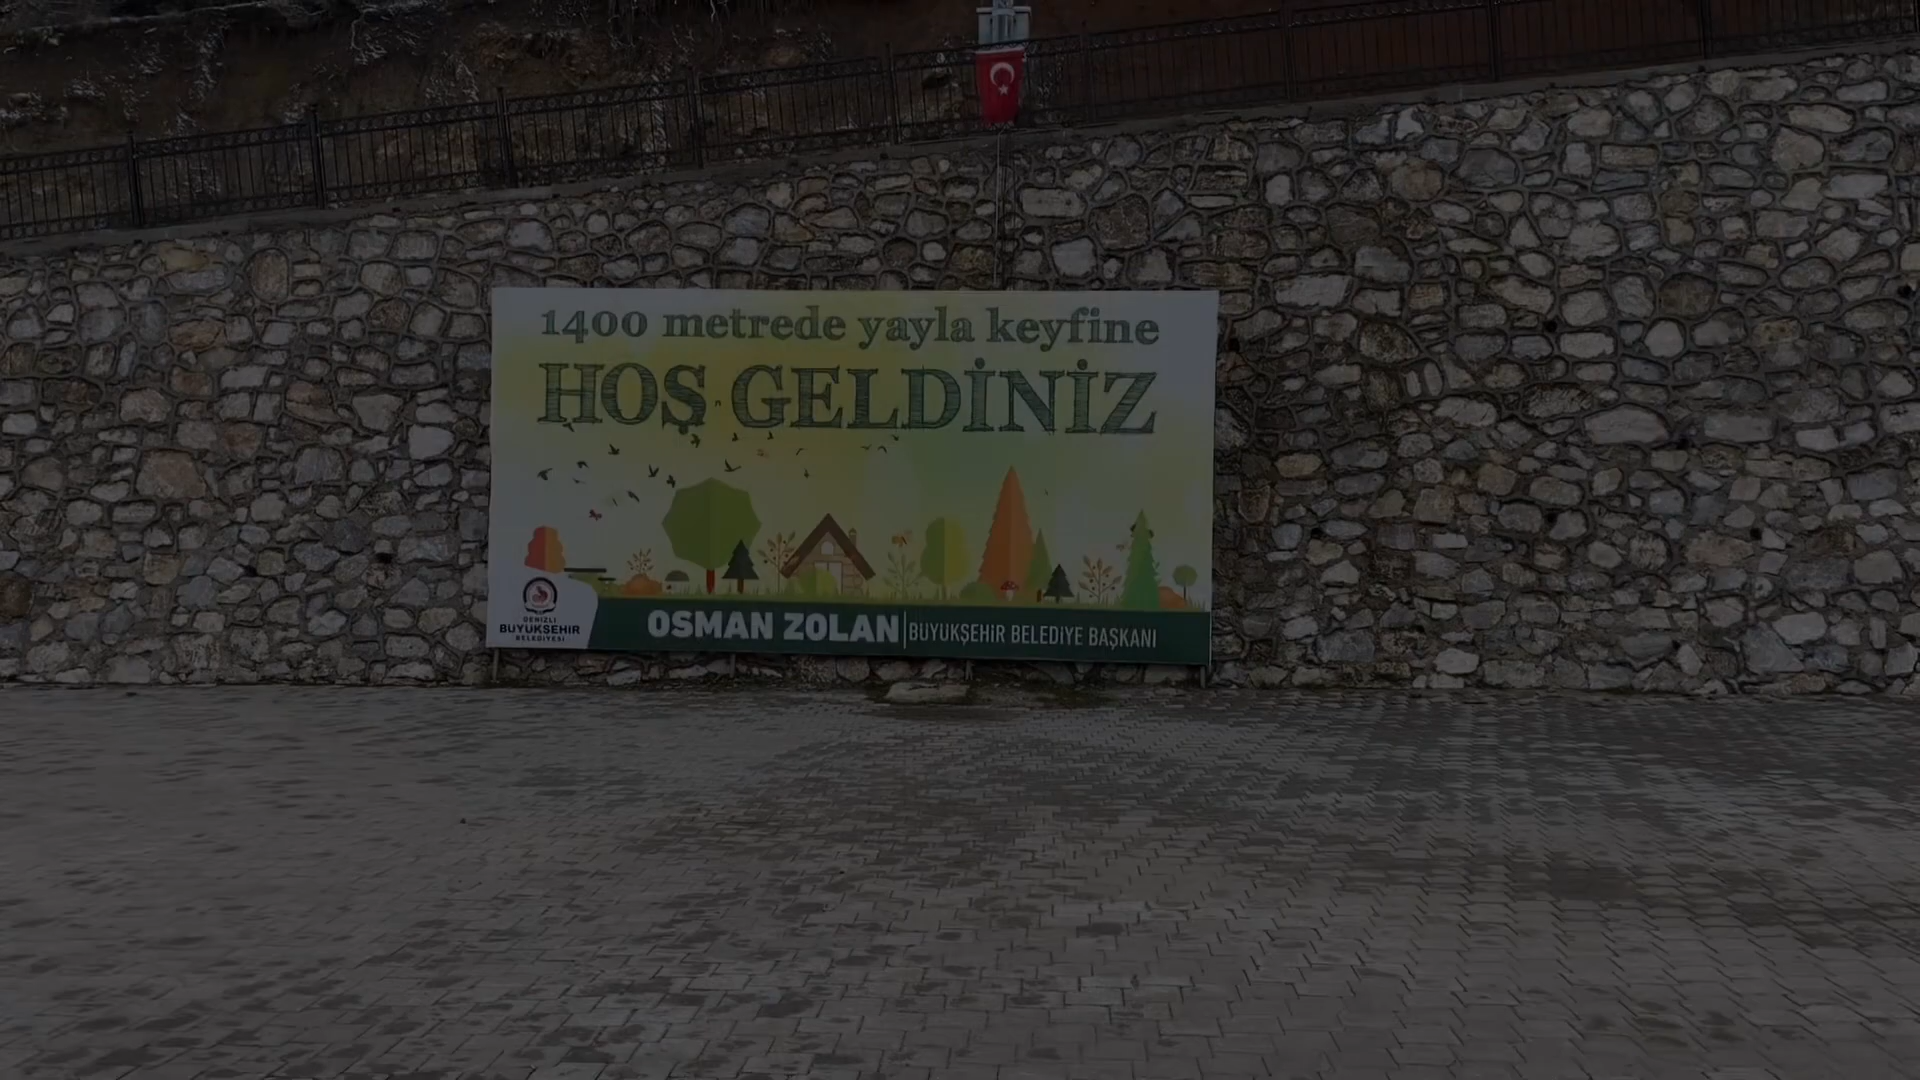 1400 metrede yayla keyfine
HOŞ GELDİNİZ
DENİZLİ
BÜYÜKŞEHİR
BELEDİYESİ
OSMAN ZOLAN
BÜYÜKŞEHİR BELEDİYE BAŞKANI